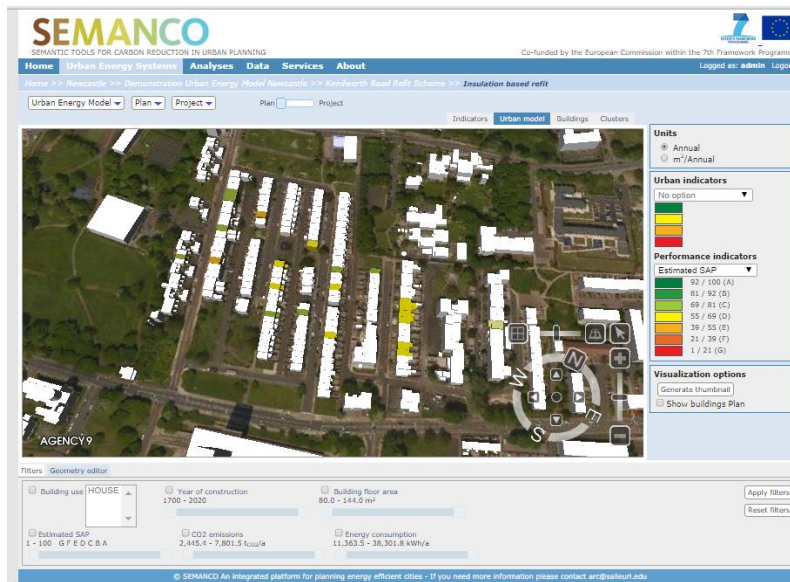 SEMANCO
SEMANTIC TOOLS FOR CARBON REDUCTION IN URBAN PLANNING
Co-funded by the European Commission within the 7th Framework Programme
Home Urban Energy Systems Analyses Data Services About
Logged as: admin Logout
Home >> Newcastle >> Demonstration Urban Energy Model Newcastle >> Kenilworth Road Refit Scheme >> Insulation based refit
Urban Energy Model Plan Project Plan Project
Indicators Urban model Buildings Clusters
Units
Annual
m²/Annual
Urban indicators
No option
Performance indicators
Estimated SAP
92 / 100 (A)
81 / 92 (B)
69 / 81 (C)
55 / 69 (D)
39 / 55 (E)
21 / 39 (F)
1 / 21 (G)
Visualization options
Generate thumbnail
Show buildings Plan
N
W
E
S
AGENCY9
Filters Geometry editor
Building use HOUSE
Year of construction
1700 - 2020
Building floor area
80.0 - 144.0 m²
Apply filters
Reset filters
Estimated SAP
1 - 100 G F E D C B A
CO2 emissions
2,445.4 - 7,801.5 tCO2/a
Energy consumption
11,363.5 - 38,301.8 kWh/a
© SEMANCO An integrated platform for planning energy efficient cities - If you need more information please contact arc@salleurl.edu